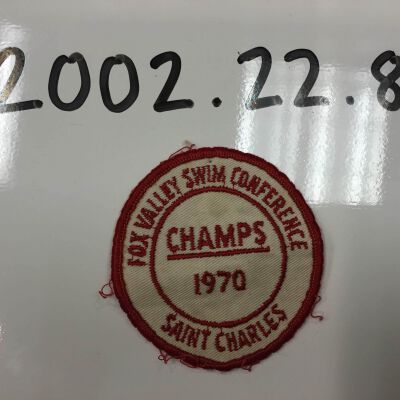 2002.22.8
FOX VALLEY SWIM CONFERENCE
CHAMPS
1970
SAINT CHARLES